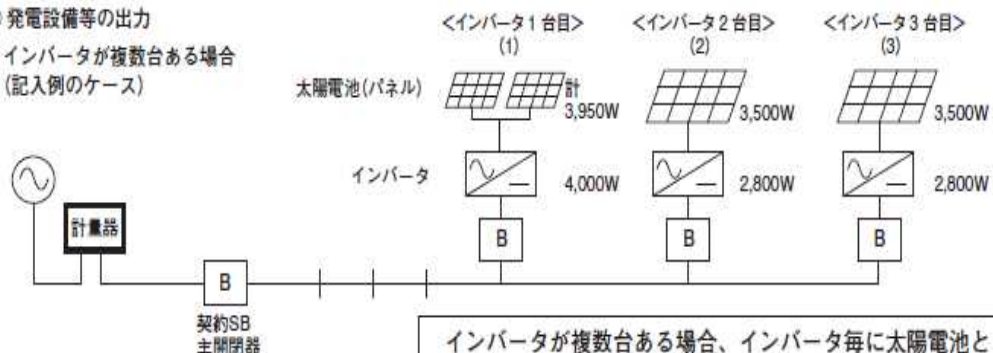 発電設備等の出力
インバータが複数台ある場合
(記入例のケース)
<インバータ1台目>
(1)
<インバータ2台目>
(2)
<インバータ3台目>
(3)
太陽電池(パネル)
計
3,950W
3,500W
3,500W
インバータ
4,000W
2,800W
2,800W
計量器
B
B
B
B
契約SB
主開閉器
インバータが複数台ある場合、インバータ毎に太陽電池と